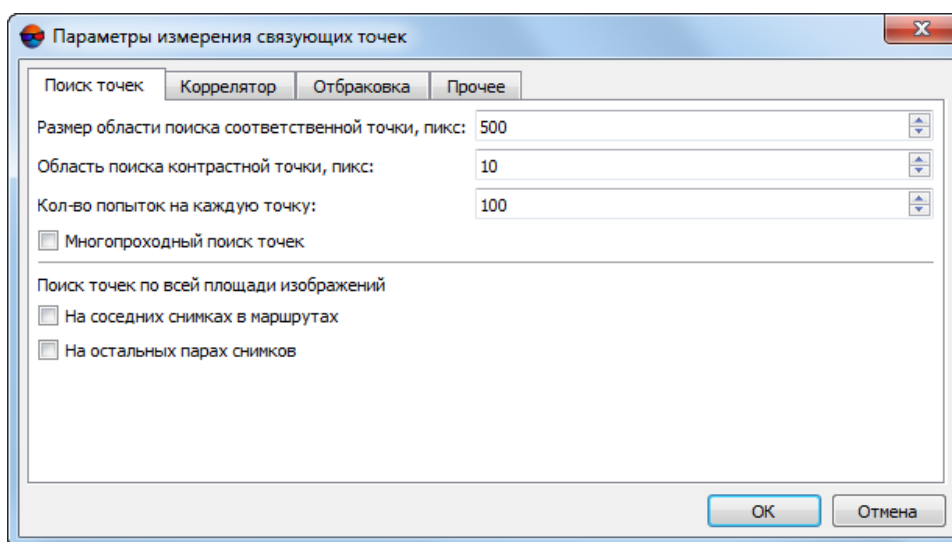 Параметры измерения связующих точек
Поиск точек Коррелятор Отбраковка Прочее
Размер области поиска соответственной точки, пикс: 500
Область поиска контрастной точки, пикс: 10
Кол-во попыток на каждую точку: 100
Многопроходный поиск точек
Поиск точек по всей площади изображений
На соседних снимках в маршрутах
На остальных парах снимков
OK Отмена